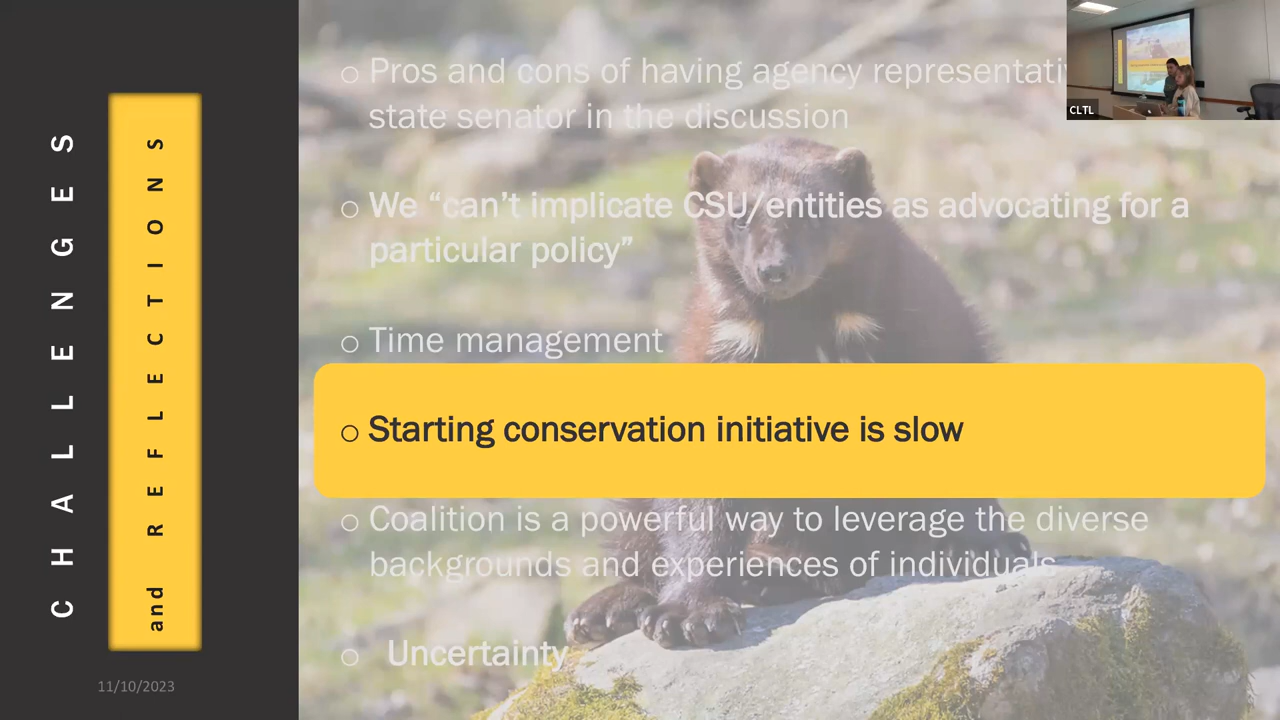 CHALLENGES
and REFLECTIONS
11/10/2023
○ Pros and cons of having agency
state senator in the discussion
○ We “can’t implicate CSU/entities as advocating for a
particular policy”
○ Time management
○ Starting conservation initiative is slow
○ Coalition is a powerful way to leverage the diverse
backgrounds and experiences of individuals
○ Uncertainty
CLTL